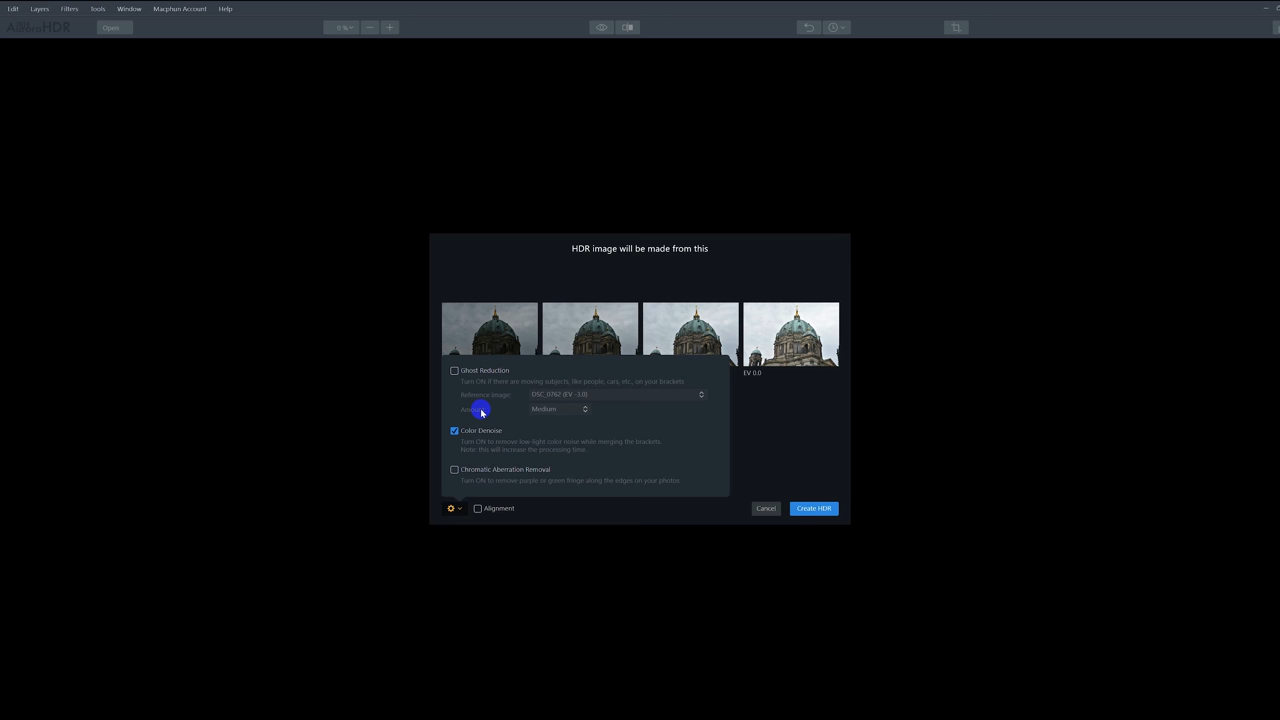 Edit Layers Filters Tools Window Macphun Account Help
AuroraHDR Open 0 %
HDR image will be made from this
EV 0.0
Ghost Reduction
Turn ON if there are moving subjects, like people, cars, etc., on your brackets
Reference image: DSC_0762 (EV -3.0)
Medium
Color Denoise
Turn ON to remove low-light color noise while merging the brackets.
Note: this will increase the processing time.
Chromatic Aberration Removal
Turn ON to remove purple or green fringe along the edges on your photos.
Alignment Cancel Create HDR